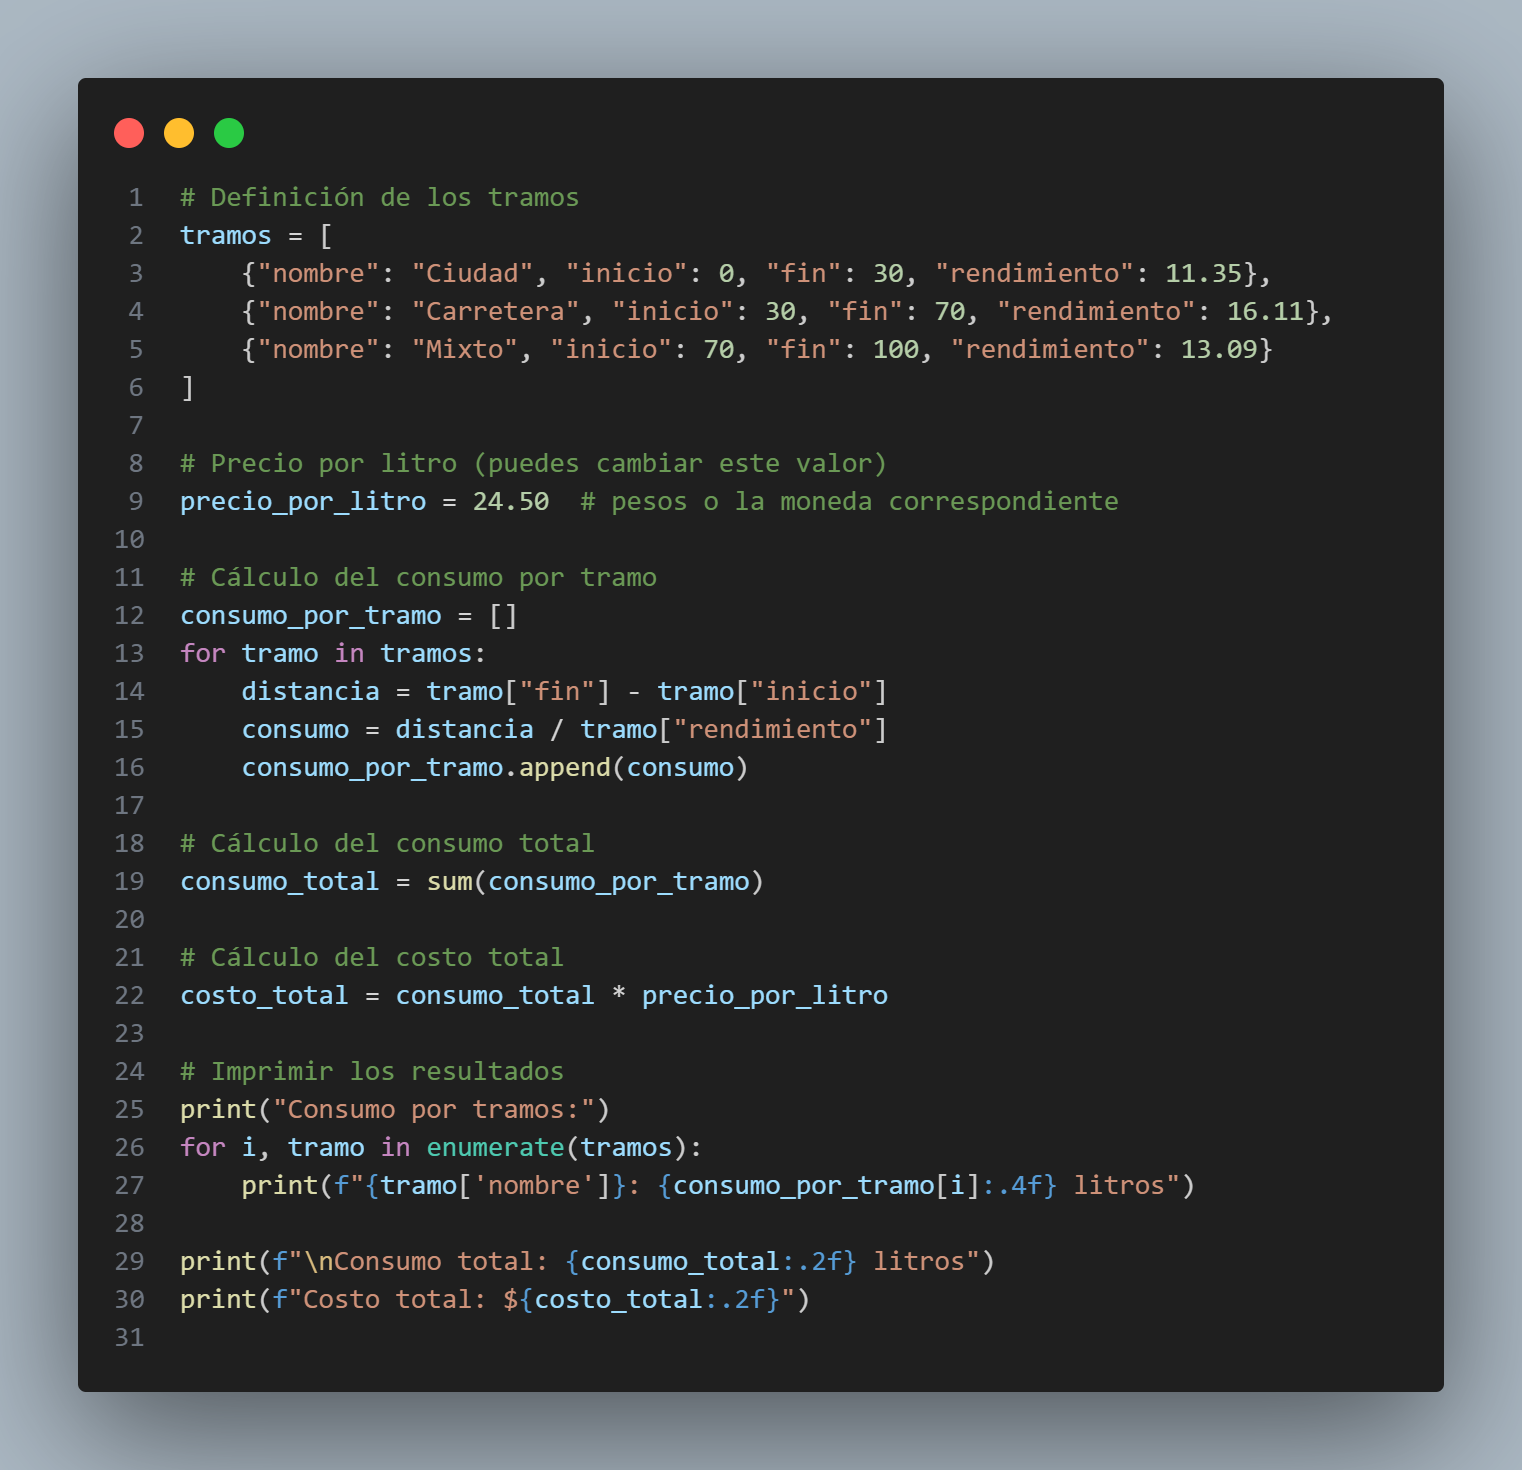 1 # Definición de los tramos
2 tramos = [
3     {"nombre": "Ciudad", "inicio": 0, "fin": 30, "rendimiento": 11.35},
4     {"nombre": "Carretera", "inicio": 30, "fin": 70, "rendimiento": 16.11},
5     {"nombre": "Mixto", "inicio": 70, "fin": 100, "rendimiento": 13.09}
6 ]
7
8 # Precio por litro (puedes cambiar este valor)
9 precio_por_litro = 24.50  # pesos o la moneda correspondiente
10
11 # Cálculo del consumo por tramo
12 consumo_por_tramo = []
13 for tramo in tramos:
14     distancia = tramo["fin"] - tramo["inicio"]
15     consumo = distancia / tramo["rendimiento"]
16     consumo_por_tramo.append(consumo)
17
18 # Cálculo del consumo total
19 consumo_total = sum(consumo_por_tramo)
20
21 # Cálculo del costo total
22 costo_total = consumo_total * precio_por_litro
23
24 # Imprimir los resultados
25 print("Consumo por tramos:")
26 for i, tramo in enumerate(tramos):
27     print(f"{tramo['nombre']}: {consumo_por_tramo[i]:.4f} litros")
28
29 print(f"\nConsumo total: {consumo_total:.2f} litros")
30 print(f"Costo total: ${costo_total:.2f}")
31